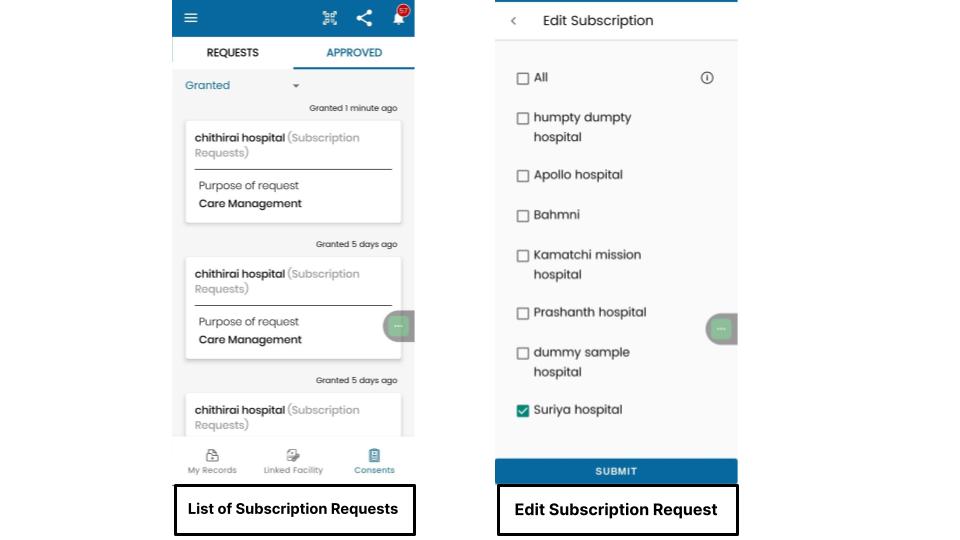 57
REQUESTS
APPROVED
Granted
Granted 1 minute ago
chithirai hospital (Subscription
Requests)
Purpose of request
Care Management
Granted 5 days ago
chithirai hospital (Subscription
Requests)
Purpose of request
Care Management
Granted 5 days ago
chithirai hospital (Subscription
Requests)
My Records
Linked Facility
Consents
List of Subscription Requests
Edit Subscription
All
humpty dumpty
hospital
Apollo hospital
Bahmni
Kamatchi mission
hospital
Prashanth hospital
dummy sample
hospital
Suriya hospital
SUBMIT
Edit Subscription Request